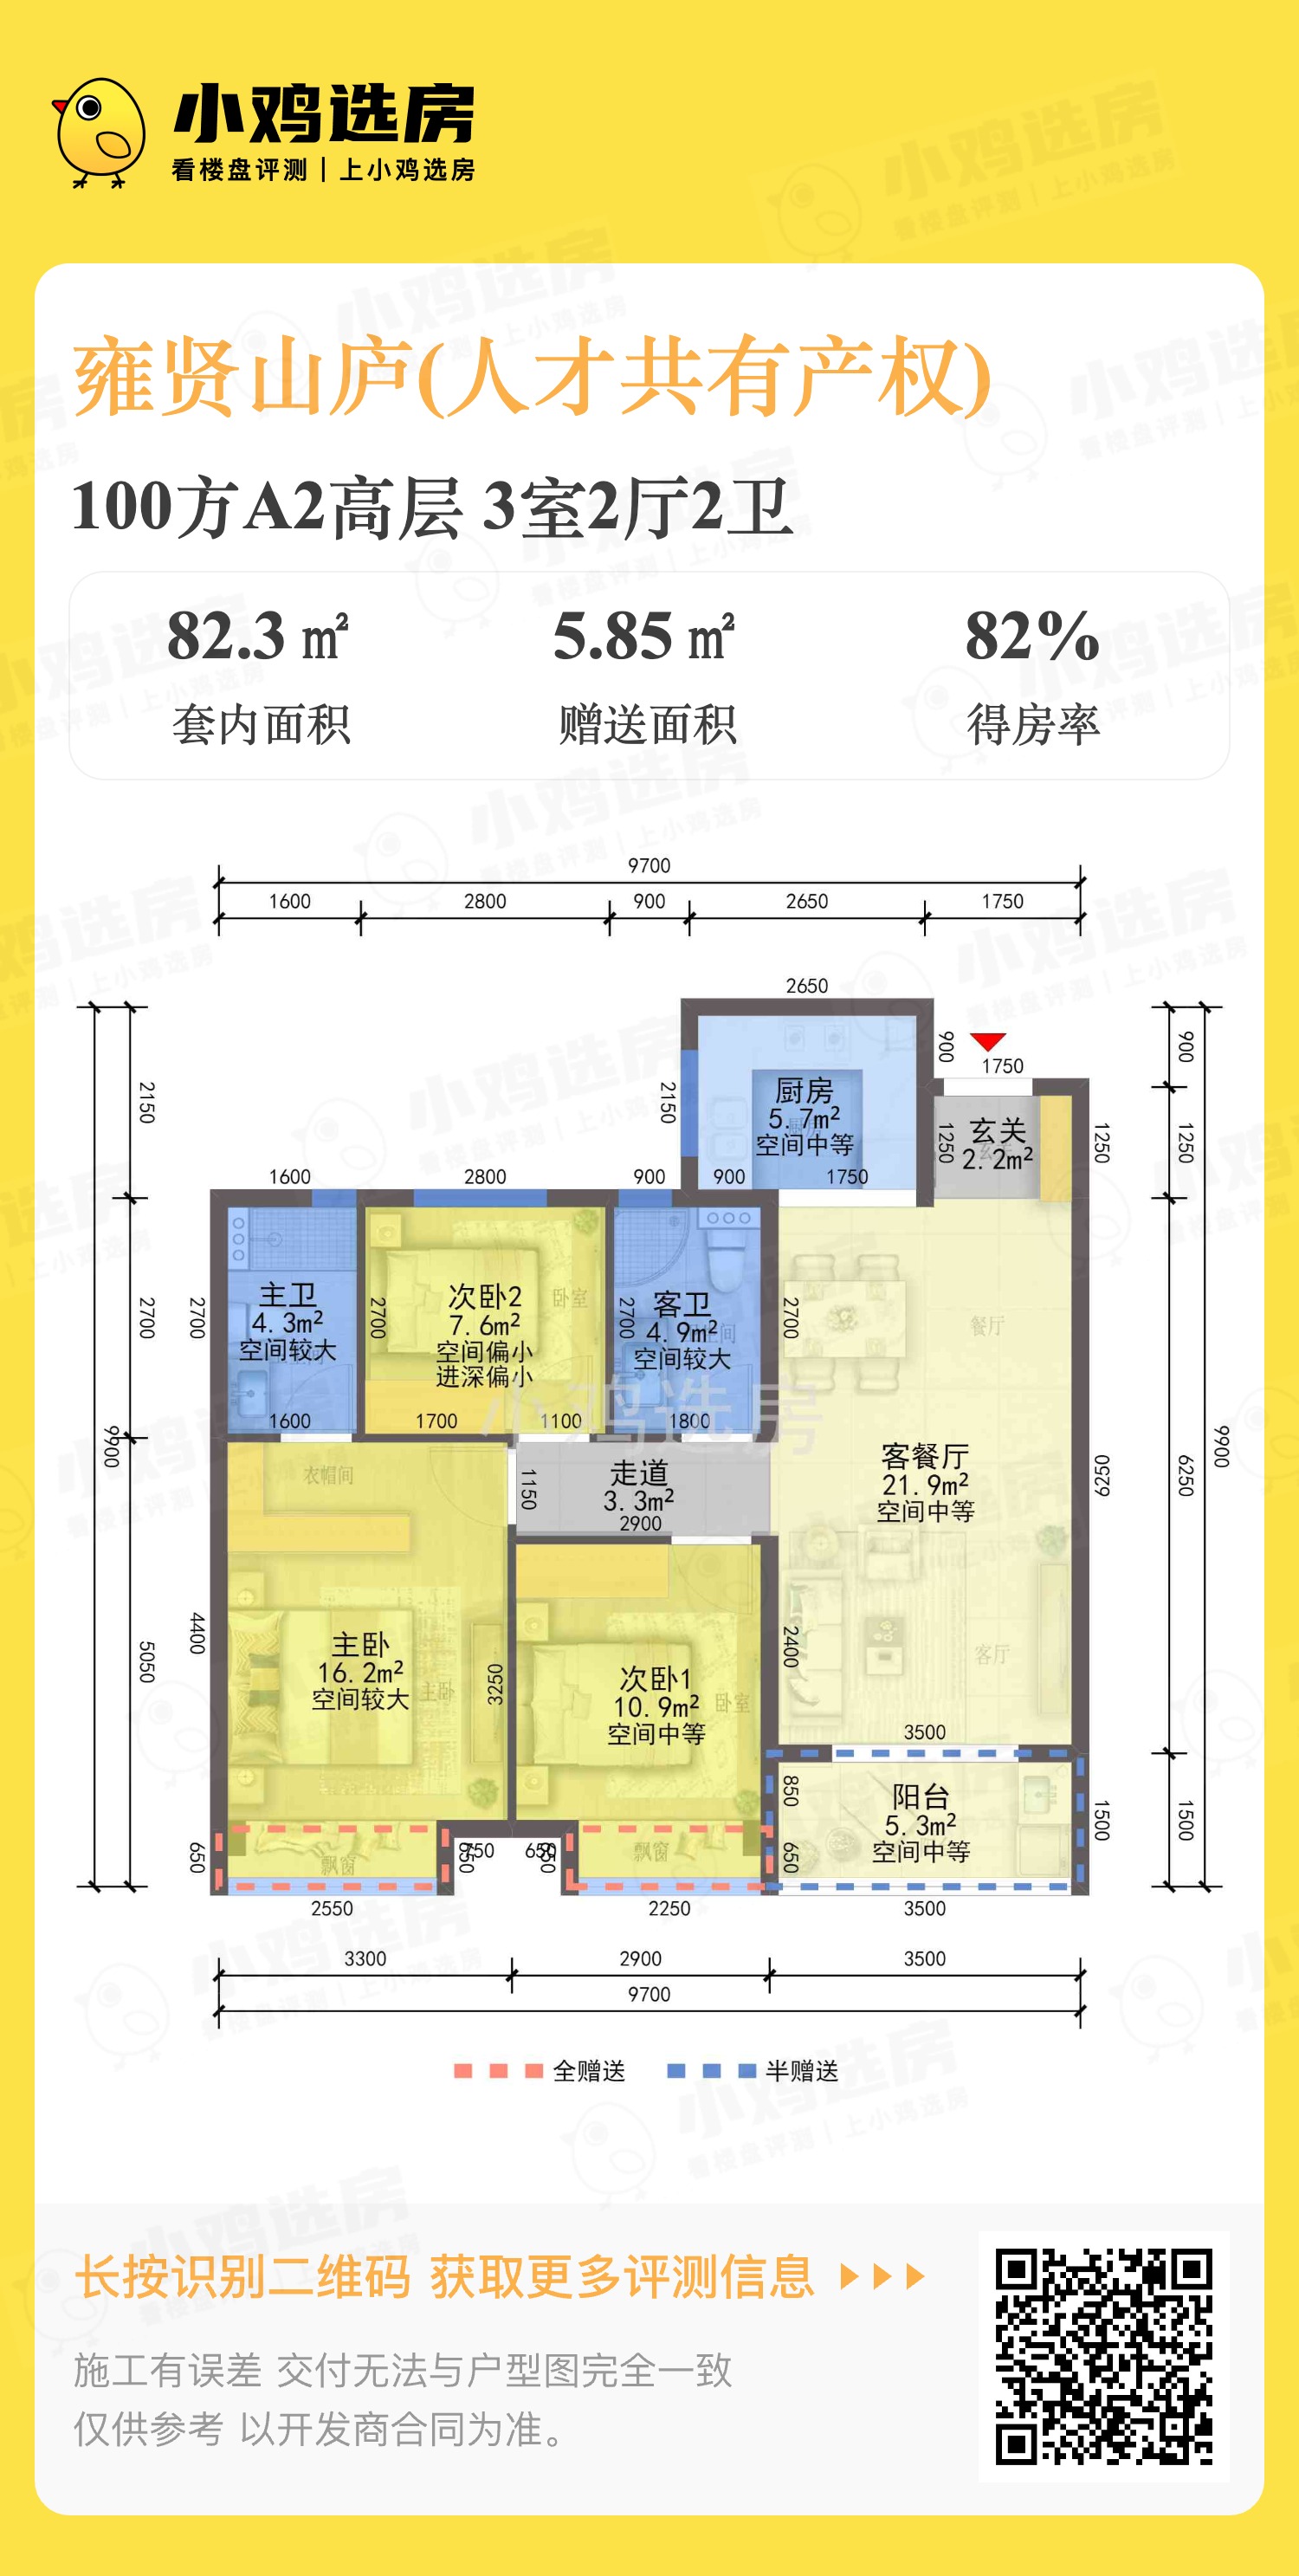 小鸡选房
看楼盘评测｜上小鸡选房
雍贤山庐(人才共有产权)
100方A2高层 3室2厅2卫
82.3㎡ 5.85㎡ 82%
套内面积 赠送面积 得房率
9700
1600 2800 900 2650 1750
2650
900
1750
900
2150
2150
厨房
5.7m²
空间中等
玄关
2.2m²
1250
1250
1250
1600 2800 900 900 1750
主卫
4.3m²
空间较大
次卧2
7.6m²
空间偏小
进深偏小
卧室
客卫
4.9m²
空间较大
餐厅
2700
2700
2700
2700
2700
1600 1700 1100 1800
小鸡选房
衣帽间
1150
走道
3.3m²
2900
客餐厅
21.9m²
空间中等
9900
6250
6250
9900
4400
5050
主卧
16.2m²
空间较大
主卧
3250
次卧1
10.9m²
空间中等
卧室
2400
客厅
3500
850
阳台
5.3m²
空间中等
1500
1500
650
飘窗
950
750
650
950
飘窗
650
2550 2250 3500
3300 2900 3500
9700
全赠送 半赠送
长按识别二维码 获取更多评测信息
施工有误差 交付无法与户型图完全一致
仅供参考 以开发商合同为准。